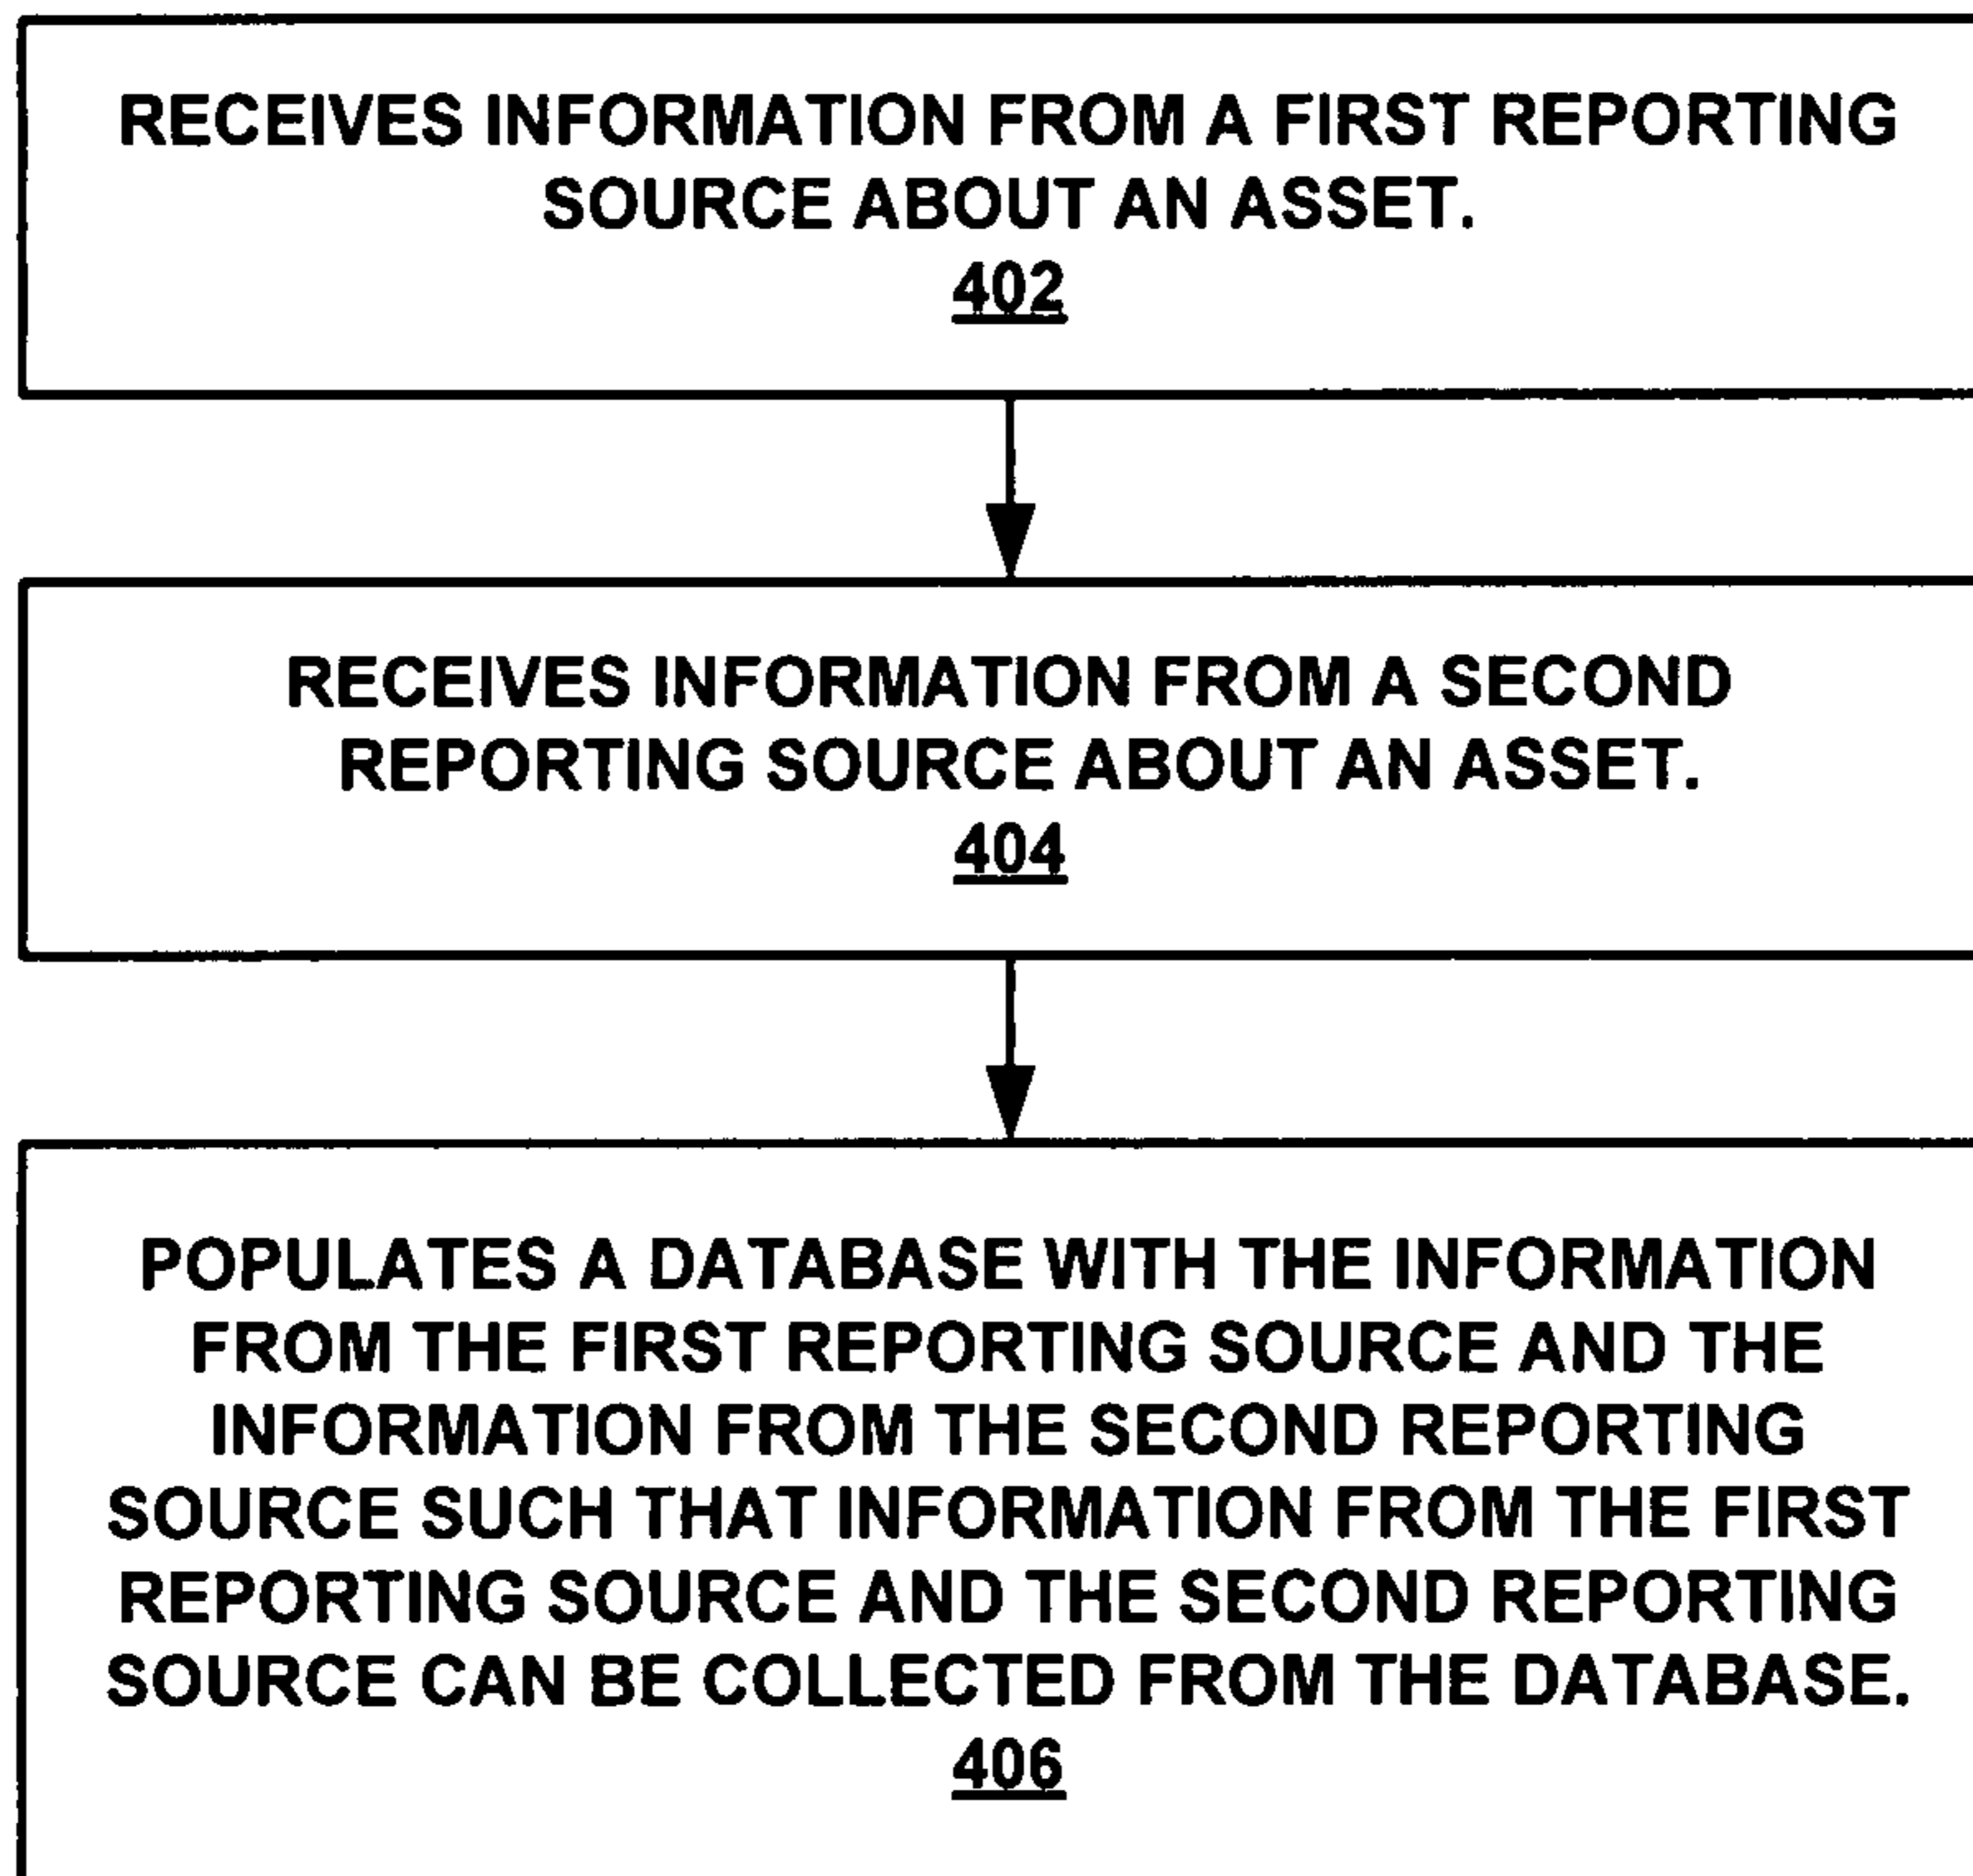 RECEIVES INFORMATION FROM A FIRST REPORTING
SOURCE ABOUT AN ASSET.
402
RECEIVES INFORMATION FROM A SECOND
REPORTING SOURCE ABOUT AN ASSET.
404
POPULATES A DATABASE WITH THE INFORMATION
FROM THE FIRST REPORTING SOURCE AND THE
INFORMATION FROM THE SECOND REPORTING
SOURCE SUCH THAT INFORMATION FROM THE FIRST
REPORTING SOURCE AND THE SECOND REPORTING
SOURCE CAN BE COLLECTED FROM THE DATABASE.
406